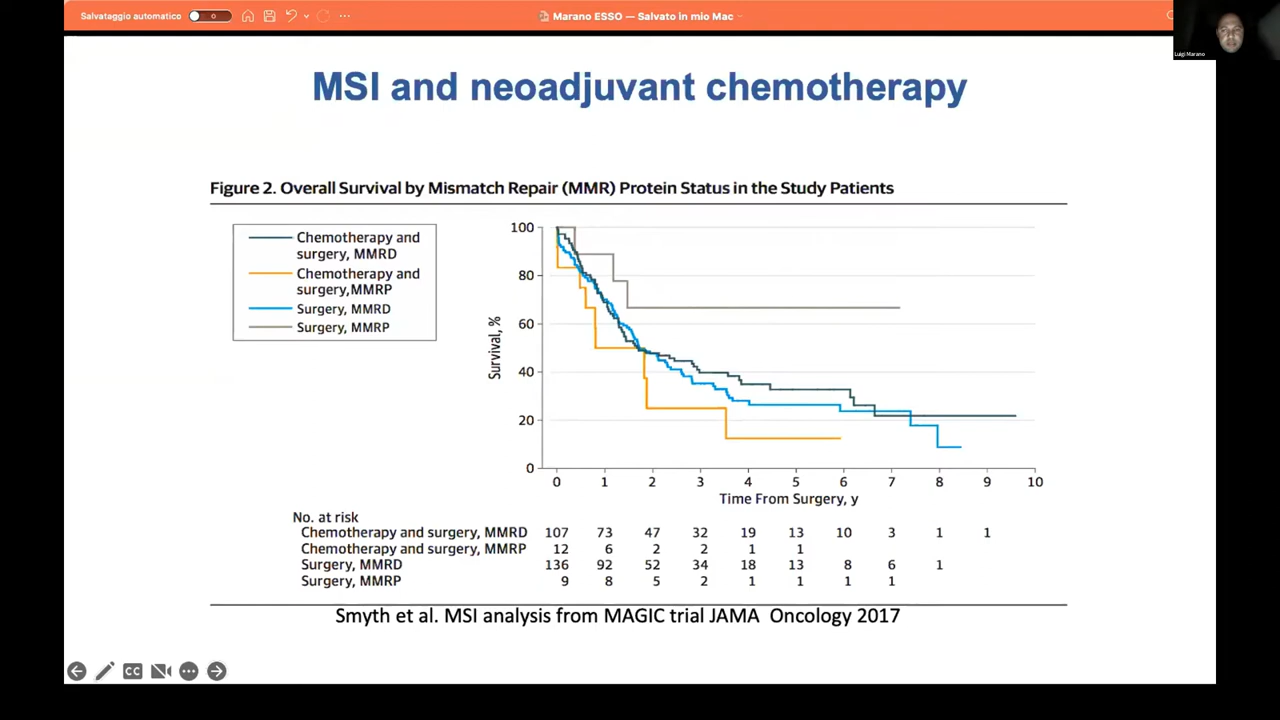 Salvataggio automatico
Marano ESSO — Salvato in mio Mac
Luigi Marano
MSI and neoadjuvant chemotherapy
Figure 2. Overall Survival by Mismatch Repair (MMR) Protein Status in the Study Patients
Chemotherapy and
surgery, MMRD
Chemotherapy and
surgery, MMRP
Surgery, MMRD
Surgery, MMRP
100
80
60
40
20
0
Survival, %
0 1 2 3 4 5 6 7 8 9 10
Time From Surgery, y
No. at risk
Chemotherapy and surgery, MMRD 107 73 47 32 19 13 10 3 1 1
Chemotherapy and surgery, MMRP 12 6 2 2 1 1
Surgery, MMRD 136 92 52 34 18 13 8 6 1
Surgery, MMRP 9 8 5 2 1 1 1 1
Smyth et al. MSI analysis from MAGIC trial JAMA Oncology 2017
CC